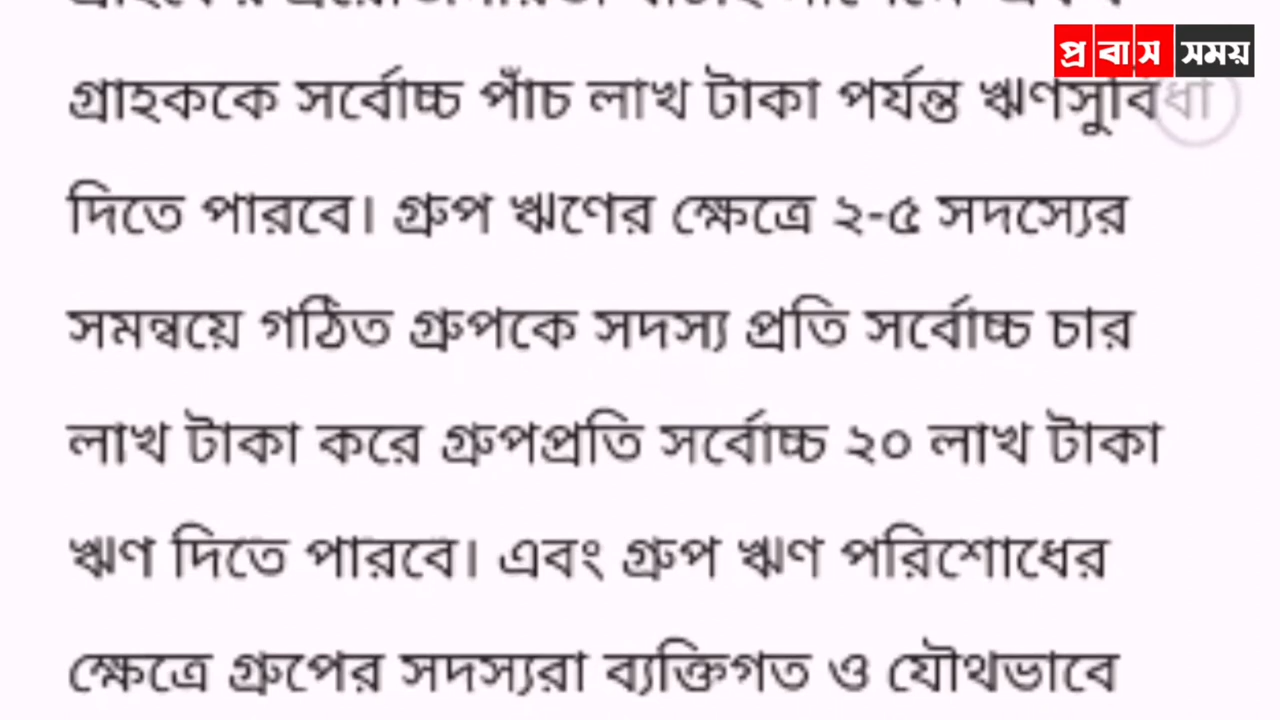 প্রবাস সময়
গ্রাহককে সর্বোচ্চ পাঁচ লাখ টাকা পর্যন্ত ঋণসুবিধা
দিতে পারবে। গ্রুপ ঋণের ক্ষেত্রে ২-৫ সদস্যের
সমন্বয়ে গঠিত গ্রুপকে সদস্য প্রতি সর্বোচ্চ চার
লাখ টাকা করে গ্রুপপ্রতি সর্বোচ্চ ২০ লাখ টাকা
ঋণ দিতে পারবে। এবং গ্রুপ ঋণ পরিশোধের
ক্ষেত্রে গ্রুপের সদস্যরা ব্যক্তিগত ও যৌথভাবে